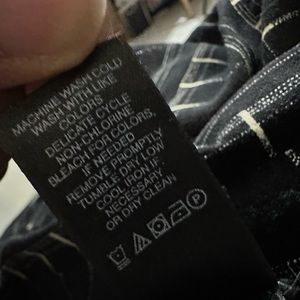 MACHINE WASH COLD
WASH WITH LIKE
COLORS
DELICATE CYCLE
NON-CHLORINE
BLEACH FOR COLORS,
IF NEEDED
REMOVE PROMPTLY
TUMBLE DRY LOW
COOL IRON IF
NECESSARY
OR DRY CLEAN